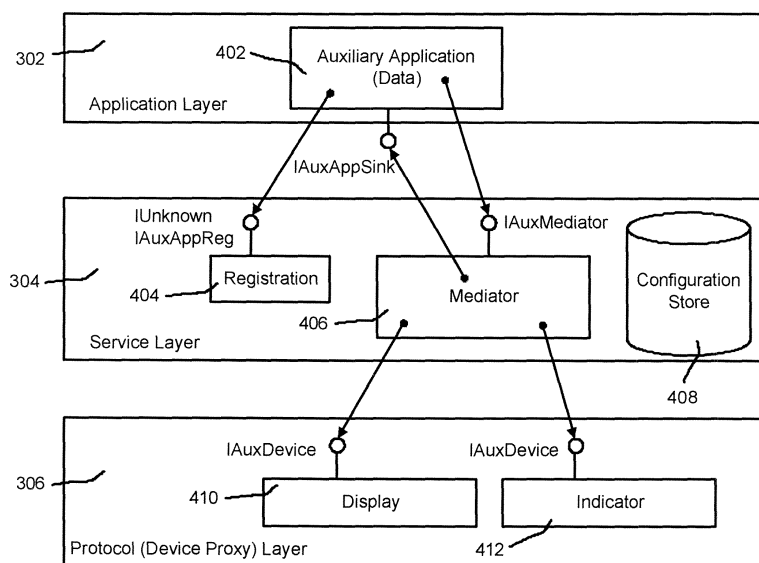 302
402
Auxiliary Application
(Data)
Application Layer
IAuxAppSink
IUnknown
IAuxAppReg
IAuxMediator
304
404
Registration
406
Mediator
Configuration
Store
408
Service Layer
IAuxDevice
IAuxDevice
306
410
Display
Indicator
412
Protocol (Device Proxy) Layer